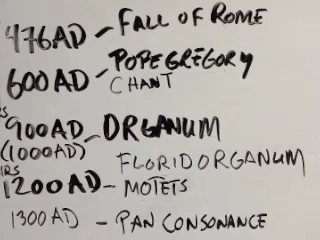 476AD - FALL OF ROME
600AD - POPE GREGORY
CHANT
900AD - ORGANUM
(1000AD) FLORID ORGANUM
1200AD - MOTETS
1300AD - PAN CONSONANCE